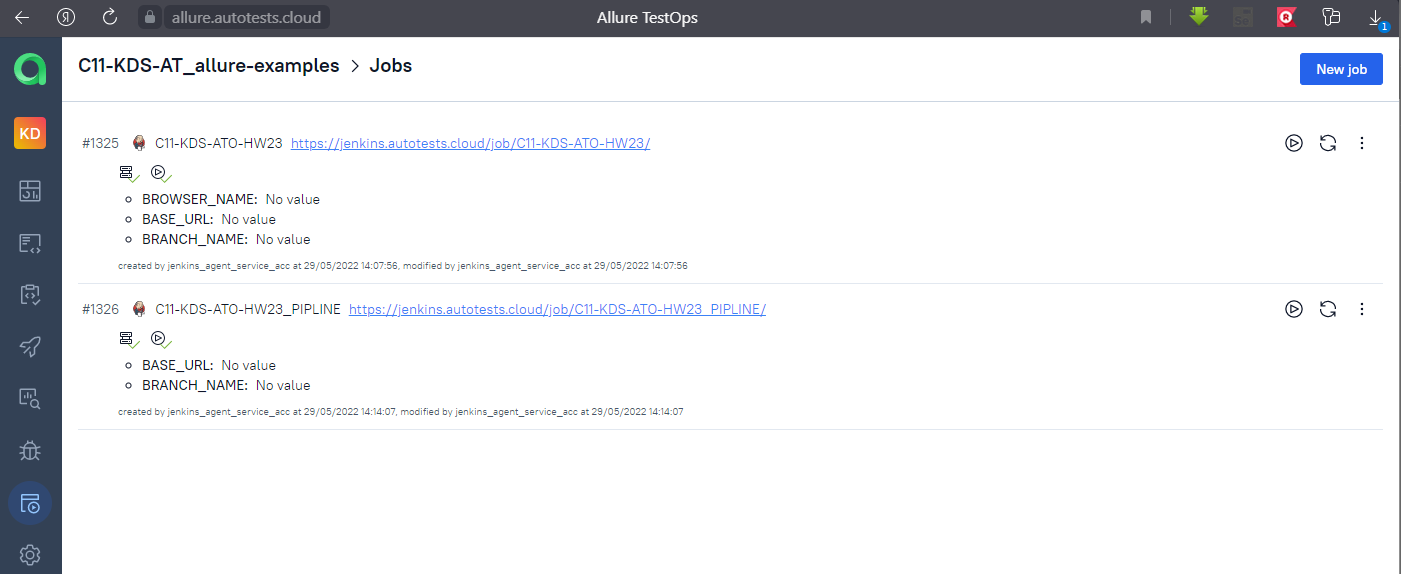 Я allure.autotests.cloud Allure TestOps 1
C11-KDS-AT_allure-examples > Jobs New job
KD
#1325 C11-KDS-ATO-HW23 https://jenkins.autotests.cloud/job/C11-KDS-ATO-HW23/
BROWSER_NAME: No value
BASE_URL: No value
BRANCH_NAME: No value
created by jenkins_agent_service_acc at 29/05/2022 14:07:56, modified by jenkins_agent_service_acc at 29/05/2022 14:07:56
#1326 C11-KDS-ATO-HW23_PIPLINE https://jenkins.autotests.cloud/job/C11-KDS-ATO-HW23_PIPLINE/
BASE_URL: No value
BRANCH_NAME: No value
created by jenkins_agent_service_acc at 29/05/2022 14:14:07, modified by jenkins_agent_service_acc at 29/05/2022 14:14:07